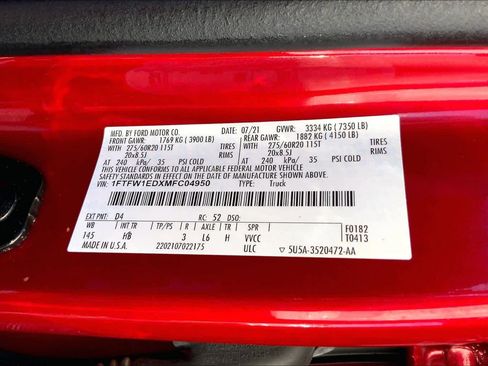 MFD. BY FORD MOTOR CO. DATE: 07/21 GVWR: 3334 KG (7350 LB)
FRONT GAWR: 1769 KG (3900 LB) REAR GAWR: 1882 KG (4150 LB)
WITH 275/60R20 115T TIRES WITH 275/60R20 115T TIRES
20x8.5J RIMS 20x8.5J RIMS
AT 240 kPa/ 35 PSI COLD AT 240 kPa/ 35 PSI COLD
THIS VEHICLE CONFORMS TO ALL APPLICABLE FEDERAL MOTOR VEHICLE
SAFETY STANDARDS IN EFFECT ON THE DATE OF MANUFACTURE SHOWN ABOVE.
VIN: 1FTFW1EDXMFC04950 TYPE: Truck
EXT PNT: D4 RC: 52 DSO: F0182
WB INT TR TP/PS R AXLE TR SPR T0413
145 HB 3 L6 H VVCC
MADE IN U.S.A. 2202107022175 ULC 5U5A-3520472-AA